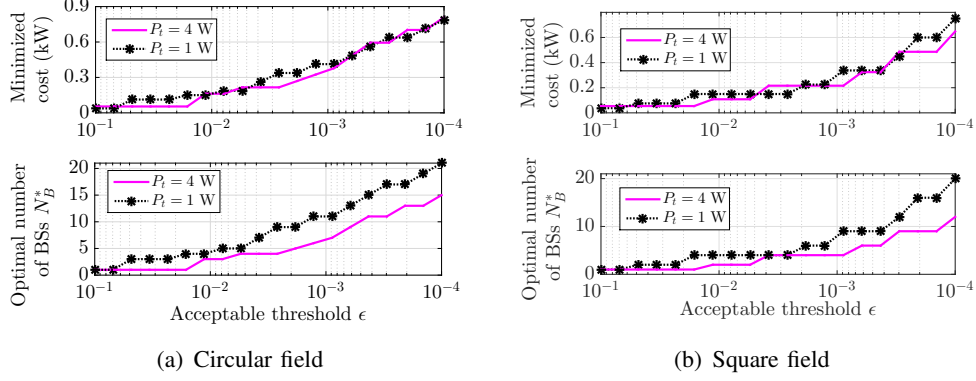 Minimized
cost (kW)
0.9
0.6
0.3
0
P_t = 4 W
P_t = 1 W
10^{-1}
10^{-2}
10^{-3}
10^{-4}
Optimal number
of BSs N_B^*
20
15
10
5
0
P_t = 4 W
P_t = 1 W
10^{-1}
10^{-2}
10^{-3}
10^{-4}
Acceptable threshold ϵ
(a) Circular field
Minimized
cost (kW)
0.6
0.4
0.2
0
P_t = 4 W
P_t = 1 W
10^{-1}
10^{-2}
10^{-3}
10^{-4}
Optimal number
of BSs N_B^*
20
10
0
P_t = 4 W
P_t = 1 W
10^{-1}
10^{-2}
10^{-3}
10^{-4}
Acceptable threshold ϵ
(b) Square field